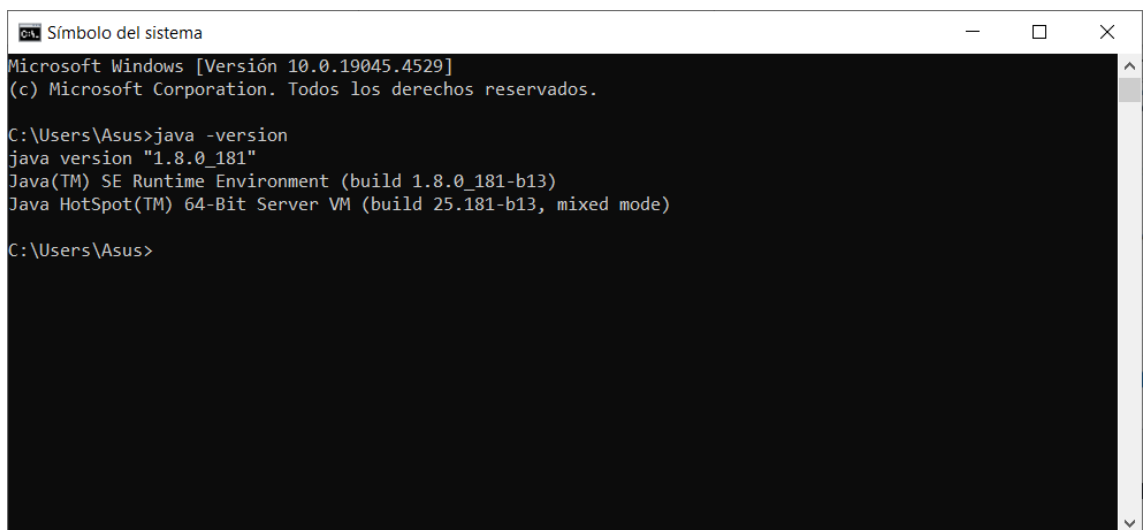 Símbolo del sistema
Microsoft Windows [Versión 10.0.19045.4529]
(c) Microsoft Corporation. Todos los derechos reservados.
C:\Users\Asus>java -version
java version "1.8.0_181"
Java(TM) SE Runtime Environment (build 1.8.0_181-b13)
Java HotSpot(TM) 64-Bit Server VM (build 25.181-b13, mixed mode)
C:\Users\Asus>